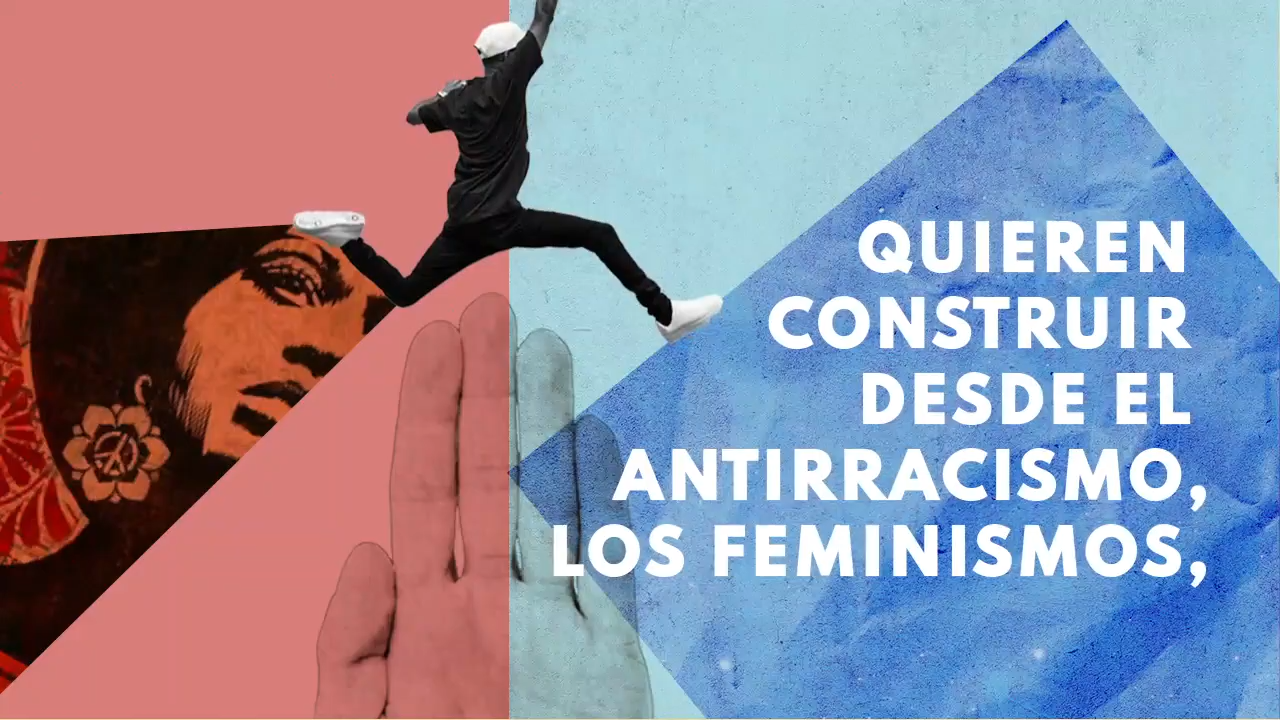 QUIEREN
CONSTRUIR
DESDE EL
ANTIRRACISMO,
LOS FEMINISMOS,